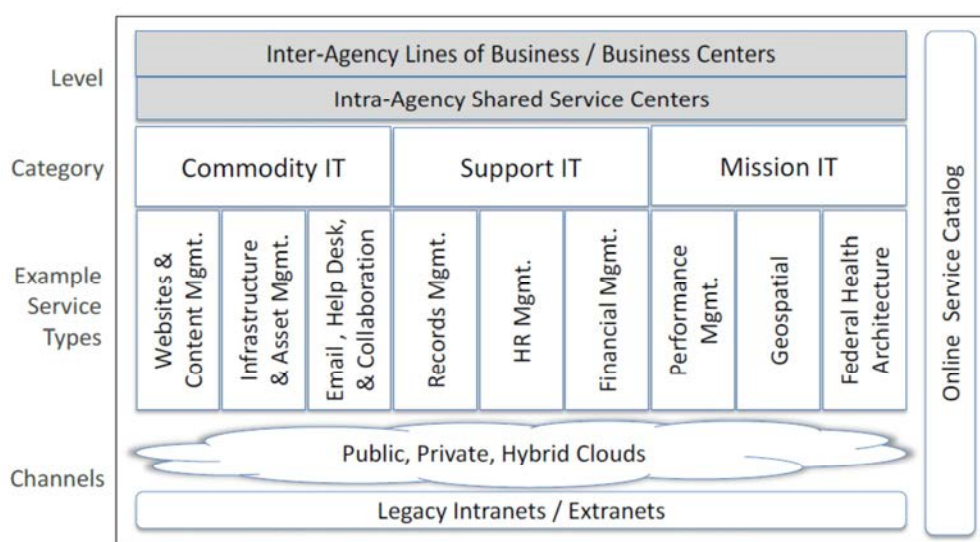 Level
Inter-Agency Lines of Business / Business Centers
Intra-Agency Shared Service Centers
Category
Commodity IT
Support IT
Mission IT
Example
Service
Types
Websites &
Content Mgmt.
Infrastructure
& Asset Mgmt.
Email , Help Desk,
& Collaboration
Records Mgmt.
HR Mgmt.
Financial Mgmt.
Performance
Mgmt.
Geospatial
Federal Health
Architecture
Channels
Public, Private, Hybrid Clouds
Legacy Intranets / Extranets
Online Service Catalog